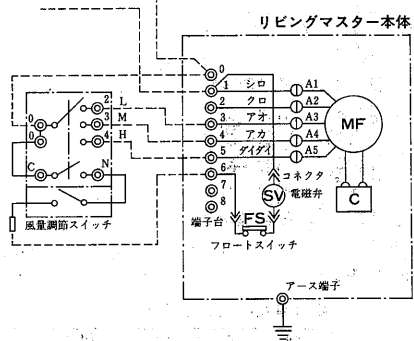 リビングマスター本体
0
1 シロ A1
2 クロ A2
3 アオ A3
4 アカ A4
5 ダイダイ A5
6
7
8
端子台
MF
C
コネクタ
SV 電磁弁
FS
フロートスイッチ
アース端子
0
0
2 L
3 M
4 H
C
N
風量調節スイッチ